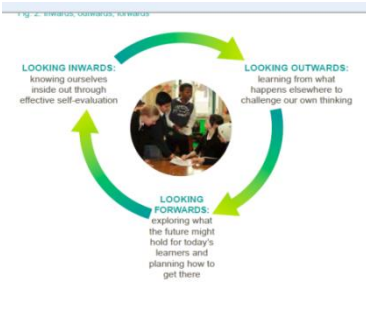 Fig. 2: Inwards, outwards, forwards
LOOKING INWARDS:
knowing ourselves
inside out through
effective self-evaluation
LOOKING OUTWARDS:
learning from what
happens elsewhere to
challenge our own thinking
LOOKING
FORWARDS:
exploring what
the future might
hold for today's
learners and
planning how to
get there